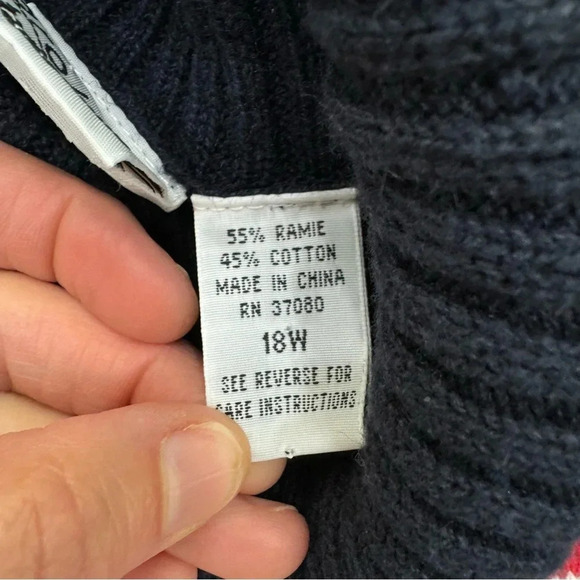 55% RAMIE
45% COTTON
MADE IN CHINA
RN 37080
18W
SEE REVERSE FOR
CARE INSTRUCTIONS